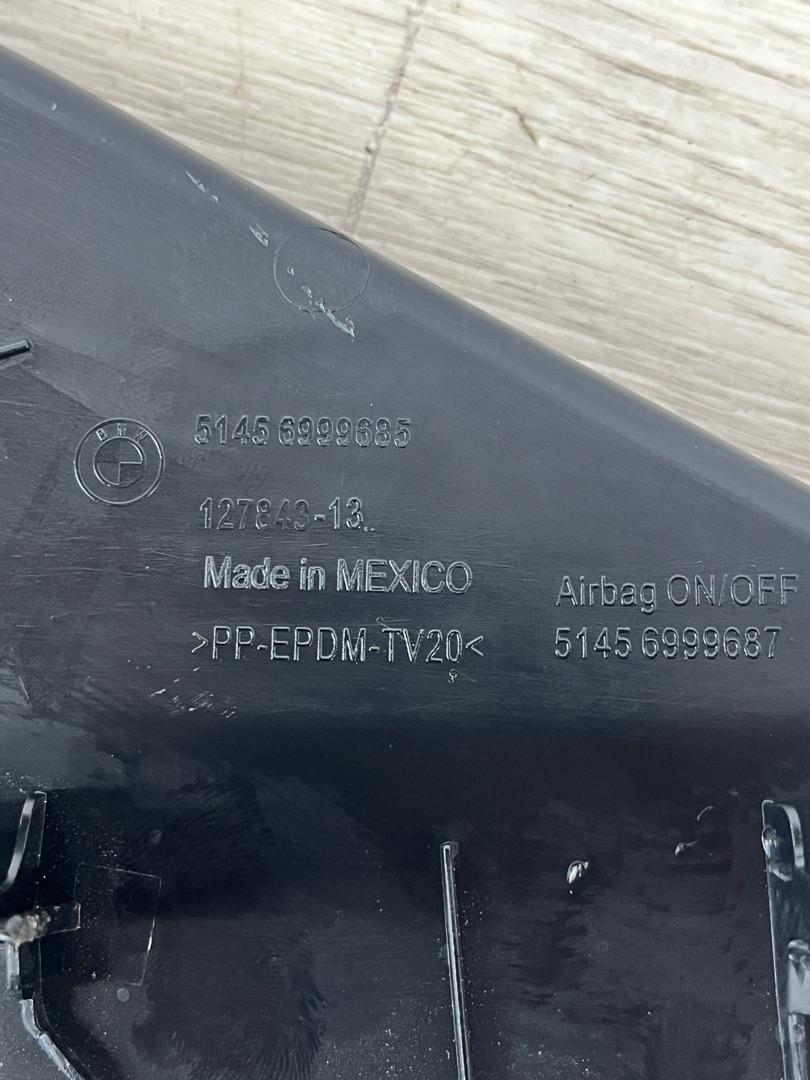 BMW
5145 6999685
127843-13..
Made in MEXICO
>PP-EPDM-TV20<
Airbag ON/OFF
5145 6999687